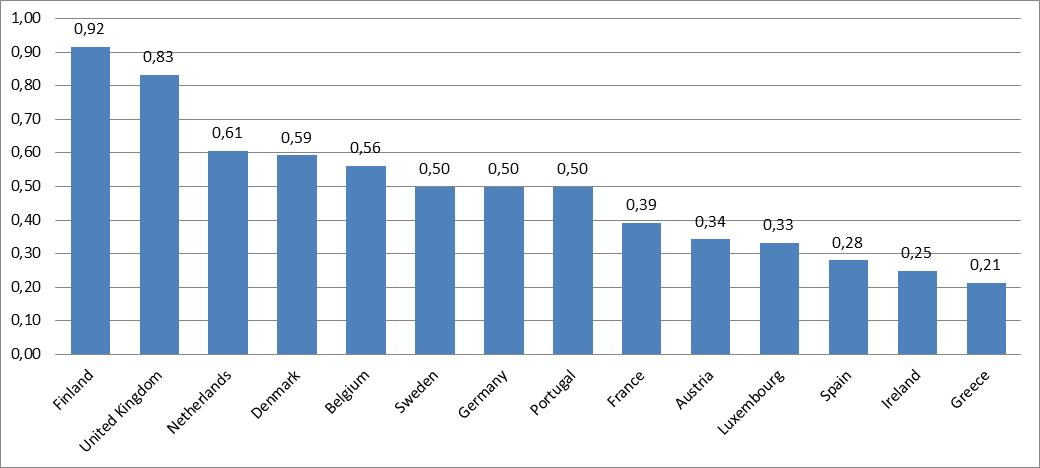 1,00
0,90
0,80
0,70
0,60
0,50
0,40
0,30
0,20
0,10
0,00
0,92
0,83
0,61
0,59
0,56
0,50
0,50
0,50
0,39
0,34
0,33
0,28
0,25
0,21
Finland
United Kingdom
Netherlands
Denmark
Belgium
Sweden
Germany
Portugal
France
Austria
Luxembourg
Spain
Ireland
Greece